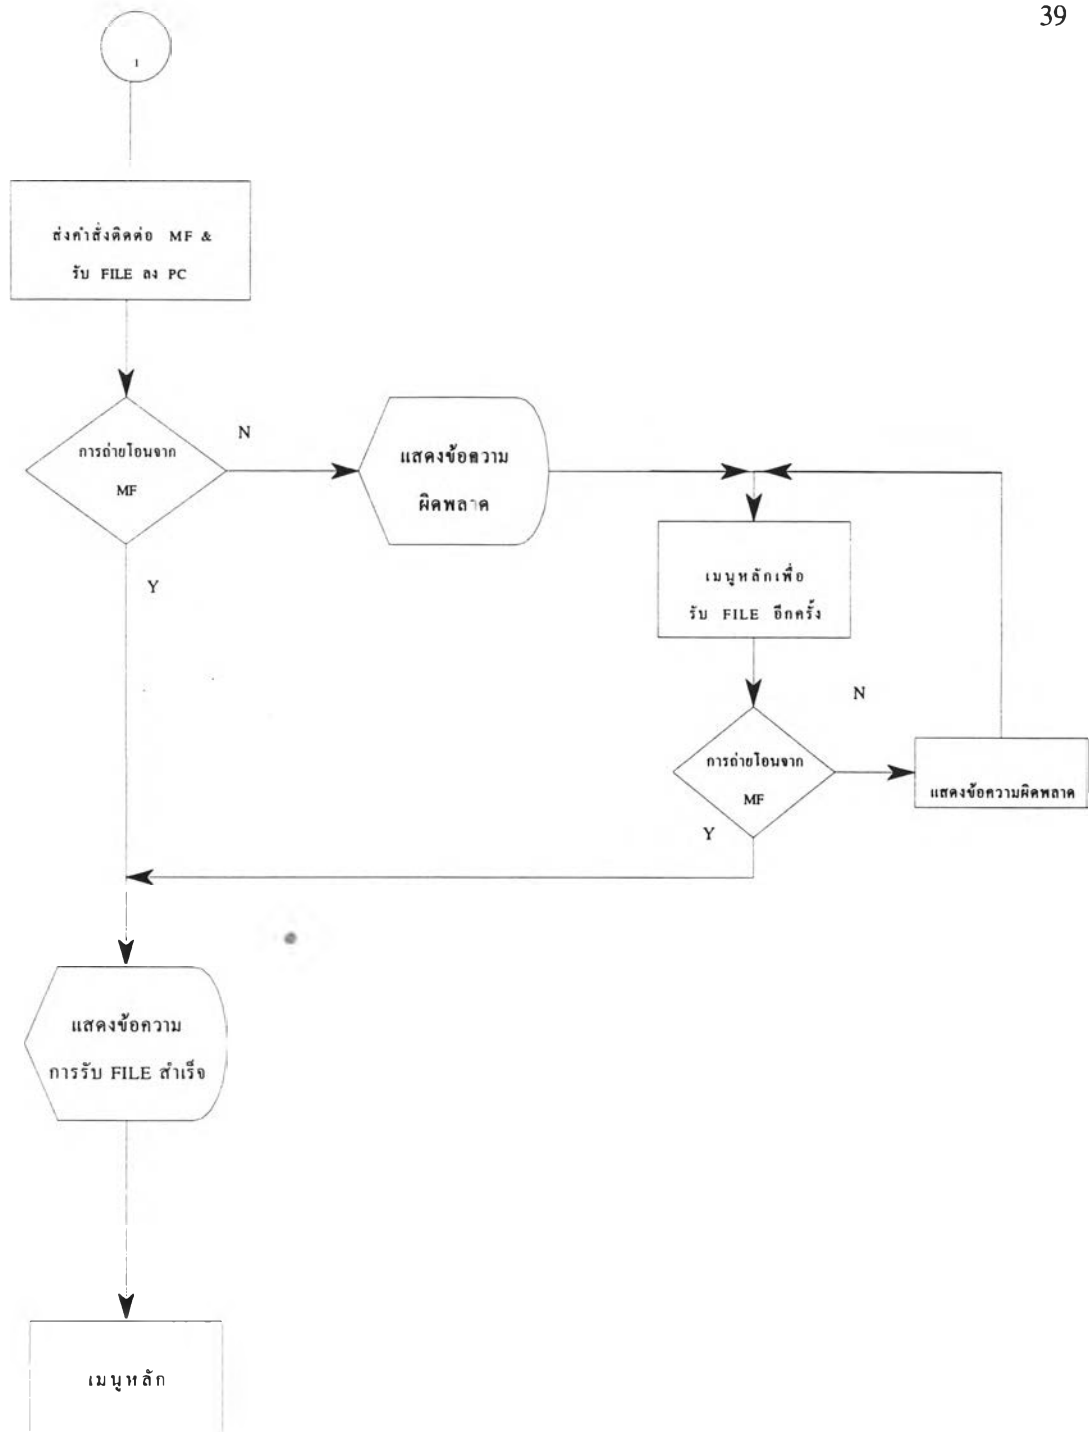 39
1
ส่งคำสั่งติดต่อ MF &
รับ FILE ลง PC
การถ่ายโอนจาก
MF
N
แสดงข้อความ
ผิดพลาด
Y
เมนูหลักเพื่อ
รับ FILE อีกครั้ง
N
การถ่ายโอนจาก
MF
Y
แสดงข้อความผิดพลาด
แสดงข้อความ
การรับ FILE สำเร็จ
เมนูหลัก